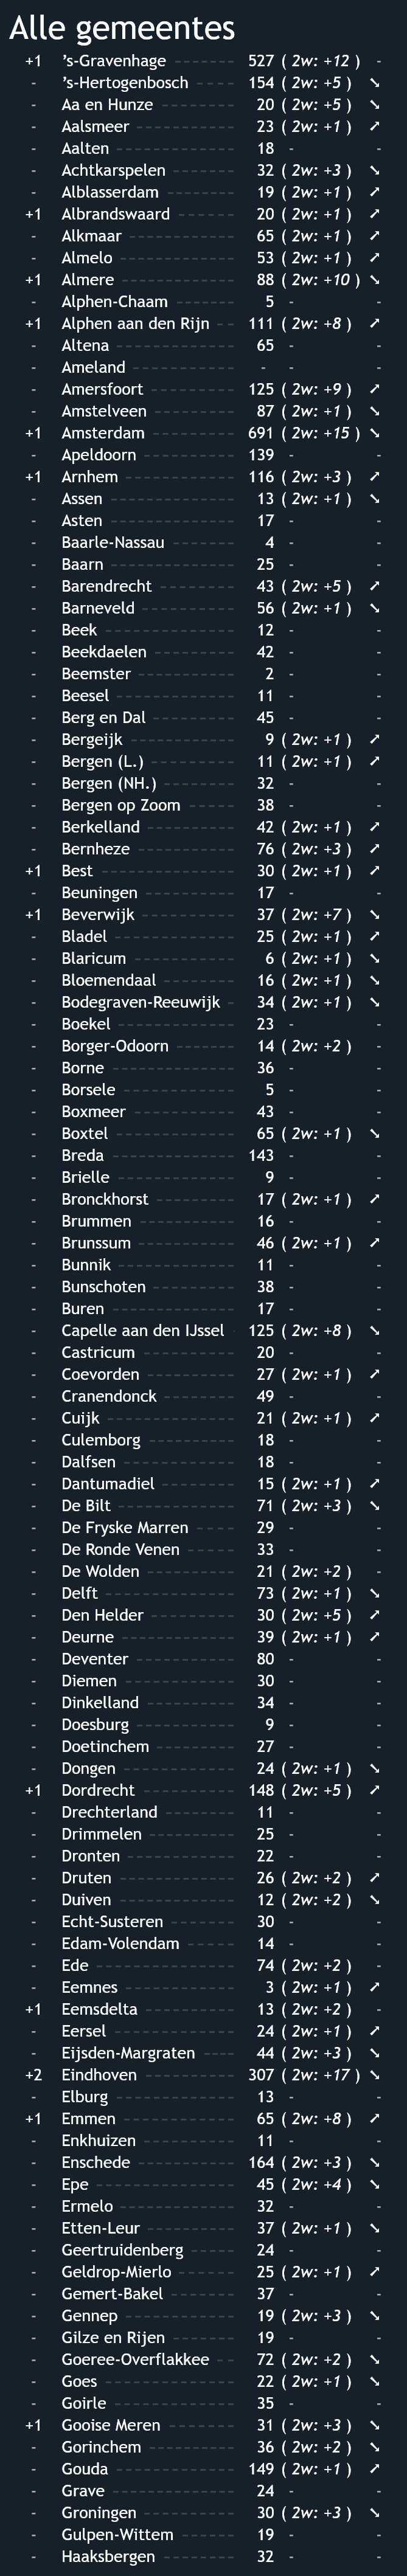 Alle gemeentes
+1 ’s-Gravenhage 527 ( 2w: +12 ) -
- ’s-Hertogenbosch 154 ( 2w: +5 ) ➘
- Aa en Hunze 20 ( 2w: +5 ) ➘
- Aalsmeer 23 ( 2w: +1 ) ➚
- Aalten 18 - -
- Achtkarspelen 32 ( 2w: +3 ) ➘
- Alblasserdam 19 ( 2w: +1 ) ➚
+1 Albrandswaard 20 ( 2w: +1 ) ➚
- Alkmaar 65 ( 2w: +1 ) ➚
- Almelo 53 ( 2w: +1 ) ➚
+1 Almere 88 ( 2w: +10 ) ➘
- Alphen-Chaam 5 - -
+1 Alphen aan den Rijn 111 ( 2w: +8 ) ➚
- Altena 65 - -
- Ameland - - -
- Amersfoort 125 ( 2w: +9 ) ➚
- Amstelveen 87 ( 2w: +1 ) ➘
+1 Amsterdam 691 ( 2w: +15 ) ➘
- Apeldoorn 139 - -
+1 Arnhem 116 ( 2w: +3 ) ➚
- Assen 13 ( 2w: +1 ) ➘
- Asten 17 - -
- Baarle-Nassau 4 - -
- Baarn 25 - -
- Barendrecht 43 ( 2w: +5 ) ➚
- Barneveld 56 ( 2w: +1 ) ➘
- Beek 12 - -
- Beekdaelen 42 - -
- Beemster 2 - -
- Beesel 11 - -
- Berg en Dal 45 - -
- Bergeijk 9 ( 2w: +1 ) ➚
- Bergen (L.) 11 ( 2w: +1 ) ➚
- Bergen (NH.) 32 - -
- Bergen op Zoom 38 - -
- Berkelland 42 ( 2w: +1 ) ➚
- Bernheze 76 ( 2w: +3 ) ➚
+1 Best 30 ( 2w: +1 ) ➚
- Beuningen 17 - -
+1 Beverwijk 37 ( 2w: +7 ) ➘
- Bladel 25 ( 2w: +1 ) ➚
- Blaricum 6 ( 2w: +1 ) ➘
- Bloemendaal 16 ( 2w: +1 ) ➘
- Bodegraven-Reeuwijk 34 ( 2w: +1 ) ➘
- Boekel 23 - -
- Borger-Odoorn 14 ( 2w: +2 ) -
- Borne 36 - -
- Borsele 5 - -
- Boxmeer 43 - -
- Boxtel 65 ( 2w: +1 ) ➘
- Breda 143 - -
- Brielle 9 - -
- Bronckhorst 17 ( 2w: +1 ) ➚
- Brummen 16 - -
- Brunssum 46 ( 2w: +1 ) ➚
- Bunnik 11 - -
- Bunschoten 38 - -
- Buren 17 - -
- Capelle aan den IJssel 125 ( 2w: +8 ) ➘
- Castricum 20 - -
- Coevorden 27 ( 2w: +1 ) ➚
- Cranendonck 49 - -
- Cuijk 21 ( 2w: +1 ) ➚
- Culemborg 18 - -
- Dalfsen 18 - -
- Dantumadiel 15 ( 2w: +1 ) ➚
- De Bilt 71 ( 2w: +3 ) ➘
- De Fryske Marren 29 - -
- De Ronde Venen 33 - -
- De Wolden 21 ( 2w: +2 ) -
- Delft 73 ( 2w: +1 ) ➘
- Den Helder 30 ( 2w: +5 ) ➚
- Deurne 39 ( 2w: +1 ) ➚
- Deventer 80 - -
- Diemen 30 - -
- Dinkelland 34 - -
- Doesburg 9 - -
- Doetinchem 27 - -
- Dongen 24 ( 2w: +1 ) ➘
+1 Dordrecht 148 ( 2w: +5 ) ➚
- Drechterland 11 - -
- Drimmelen 25 - -
- Dronten 22 - -
- Druten 26 ( 2w: +2 ) ➚
- Duiven 12 ( 2w: +2 ) ➘
- Echt-Susteren 30 - -
- Edam-Volendam 14 - -
- Ede 74 ( 2w: +2 ) -
- Eemnes 3 ( 2w: +1 ) ➚
+1 Eemsdelta 13 ( 2w: +2 ) -
- Eersel 24 ( 2w: +1 ) ➚
- Eijsden-Margraten 44 ( 2w: +3 ) ➘
+2 Eindhoven 307 ( 2w: +17 ) ➘
- Elburg 13 - -
+1 Emmen 65 ( 2w: +8 ) ➚
- Enkhuizen 11 - -
- Enschede 164 ( 2w: +3 ) ➘
- Epe 45 ( 2w: +4 ) ➘
- Ermelo 32 - -
- Etten-Leur 37 ( 2w: +1 ) ➘
- Geertruidenberg 24 - -
- Geldrop-Mierlo 25 ( 2w: +1 ) ➚
- Gemert-Bakel 37 - -
- Gennep 19 ( 2w: +3 ) ➘
- Gilze en Rijen 19 - -
- Goeree-Overflakkee 72 ( 2w: +2 ) ➘
- Goes 22 ( 2w: +1 ) ➘
- Goirle 35 - -
+1 Gooise Meren 31 ( 2w: +3 ) ➘
- Gorinchem 36 ( 2w: +2 ) ➘
- Gouda 149 ( 2w: +1 ) ➚
- Grave 24 - -
- Groningen 30 ( 2w: +3 ) ➘
- Gulpen-Wittem 19 - -
- Haaksbergen 32 - -